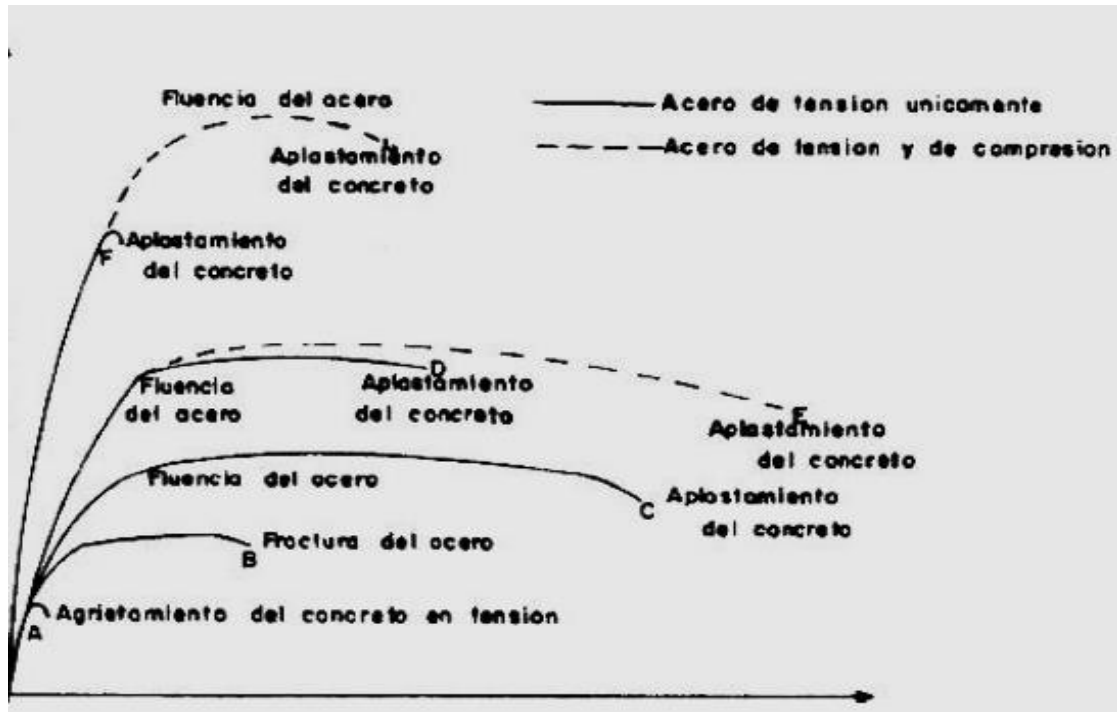 Fluencia del acero
Acero de tension unicamente
Acero de tension y de compresion
Aplastamiento
del concreto
F
Aplastamiento
del concreto
D
Fluencia
del acero
Aplastamiento
del concreto
E
Aplastamiento
del concreto
Fluencia del acero
C
Aplastamiento
del concreto
B
Fractura del acero
A
Agrietamiento del concreto en tension